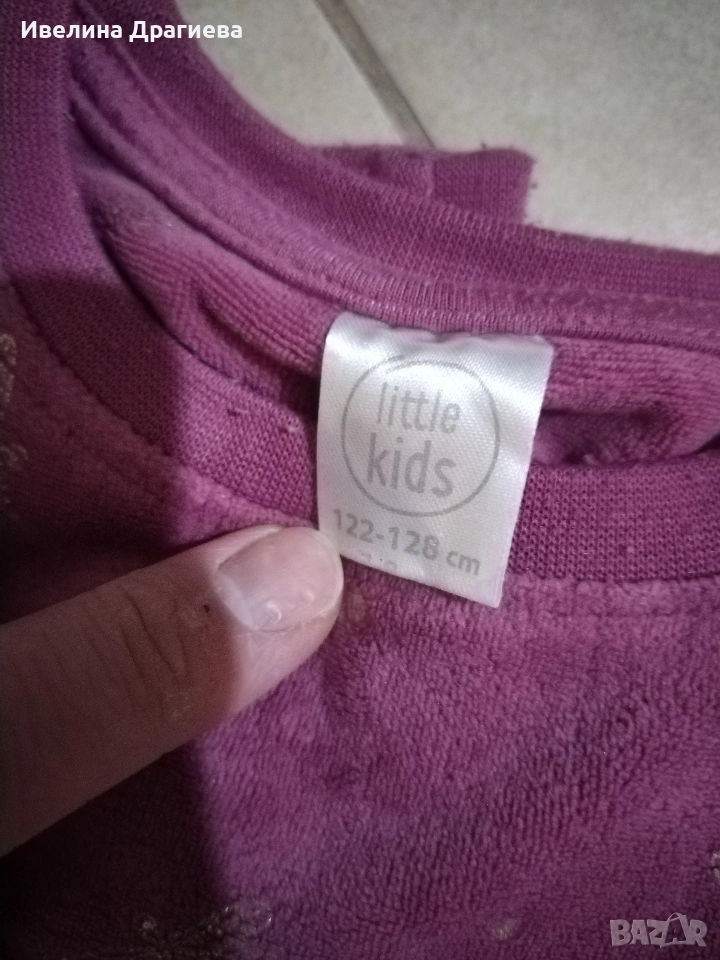 Ивелина Драгиева
little
kids
122-128 cm
BAZAR